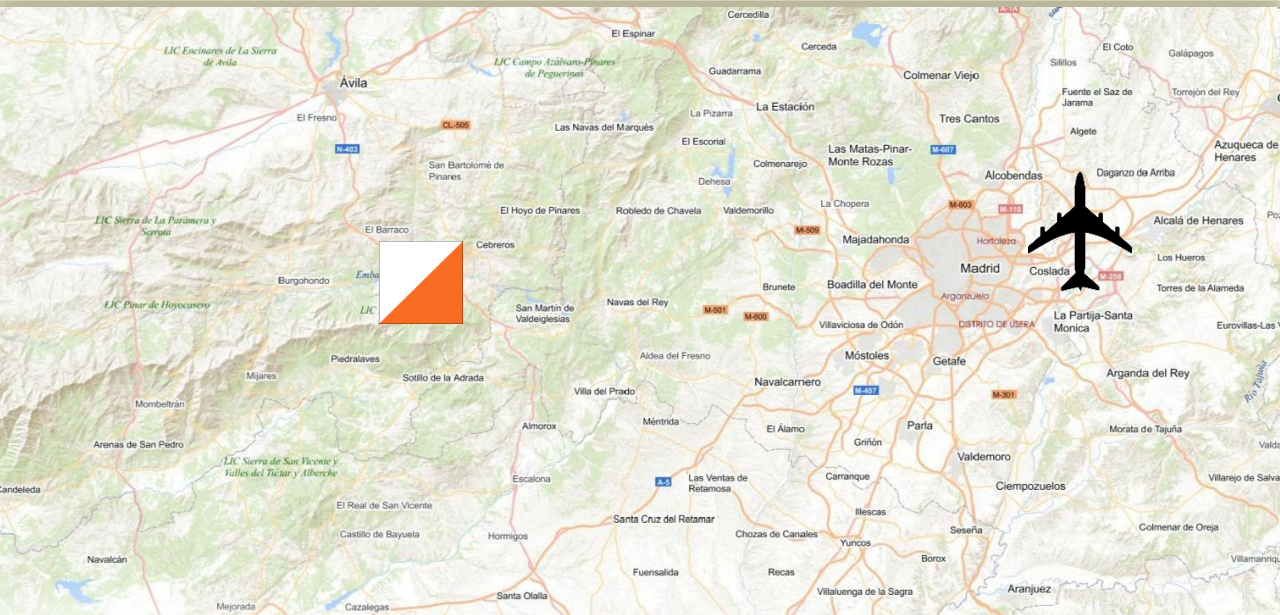 Cercedilla
A-1A
El Espinar
Cerceda
El Coto
Galápagos
LIC Encinares de La Sierra
de Avila
LIC Campo Azálvaro-Pinares
de Peguerinos
Sililos
Guadarrama
Colmenar Viejo
Ávila
Fuente el Saz de
Jarama
Torrejón del Rey
La Estación
La Pizarra
El Fresno
Tres Cantos
CL-505
Las Navas del Marqués
Algete
El Escorial
N-403
Las Matas-Pinar-
Monte Rozas
M-607
Azuqueca de
Henares
San Bartolomé de
Pinares
Colmenarejo
Alcobendas
Daganzo de Arriba
Dehesa
La Chopera
M-603
M-110
El Hoyo de Pinares
Robledo de Chavela
Valdemorillo
LIC Sierra de La Paramera y
Serrota
Alcalá de Henares
El Barraco
M-509
Majadahonda
Hortaleza
Cebreros
Los Hueros
Madrid
Coslada
Emba
M-206
Burgohondo
Brunete
Boadilla del Monte
Torres de la Alameda
Argonzuelo
LIC Pinar de Hoyocasero
LIC
San Martín de
Valdeiglesias
Navas del Rey
M-501
M-600
La Partija-Santa
Monica
Villaviciosa de Odón
DISTRITO DE USERA
Eurovillas-Las
Piedralaves
Aldea del Fresno
Móstoles
Getafe
Mijares
Sotillo de la Adrada
Arganda del Rey
Río Tajuña
Navalcarnero
Villa del Prado
M-407
M-301
Mombeltrán
Méntrida
Almorox
El Álamo
Parla
Morata de Tajuña
Arenas de San Pedro
Griñón
Valdemoro
LIC Sierra de San Vicente y
Valles del Tiétar y Alberche
Escalona
A-5
Las Ventas de
Retamosa
Carranque
Ciempozuelos
Villarejo de Salva
Candeleda
El Real de San Vicente
Illescas
Santa Cruz del Retamar
Seseña
Colmenar de Oreja
Castillo de Bayuela
Hormigos
Chozas de Canales
Yuncos
Navalcán
Borox
Villamanriq
Fuensalida
Recas
Aranjuez
Santa Olalla
Villaluenga de la Sagra
Mejorada
Cazalegas